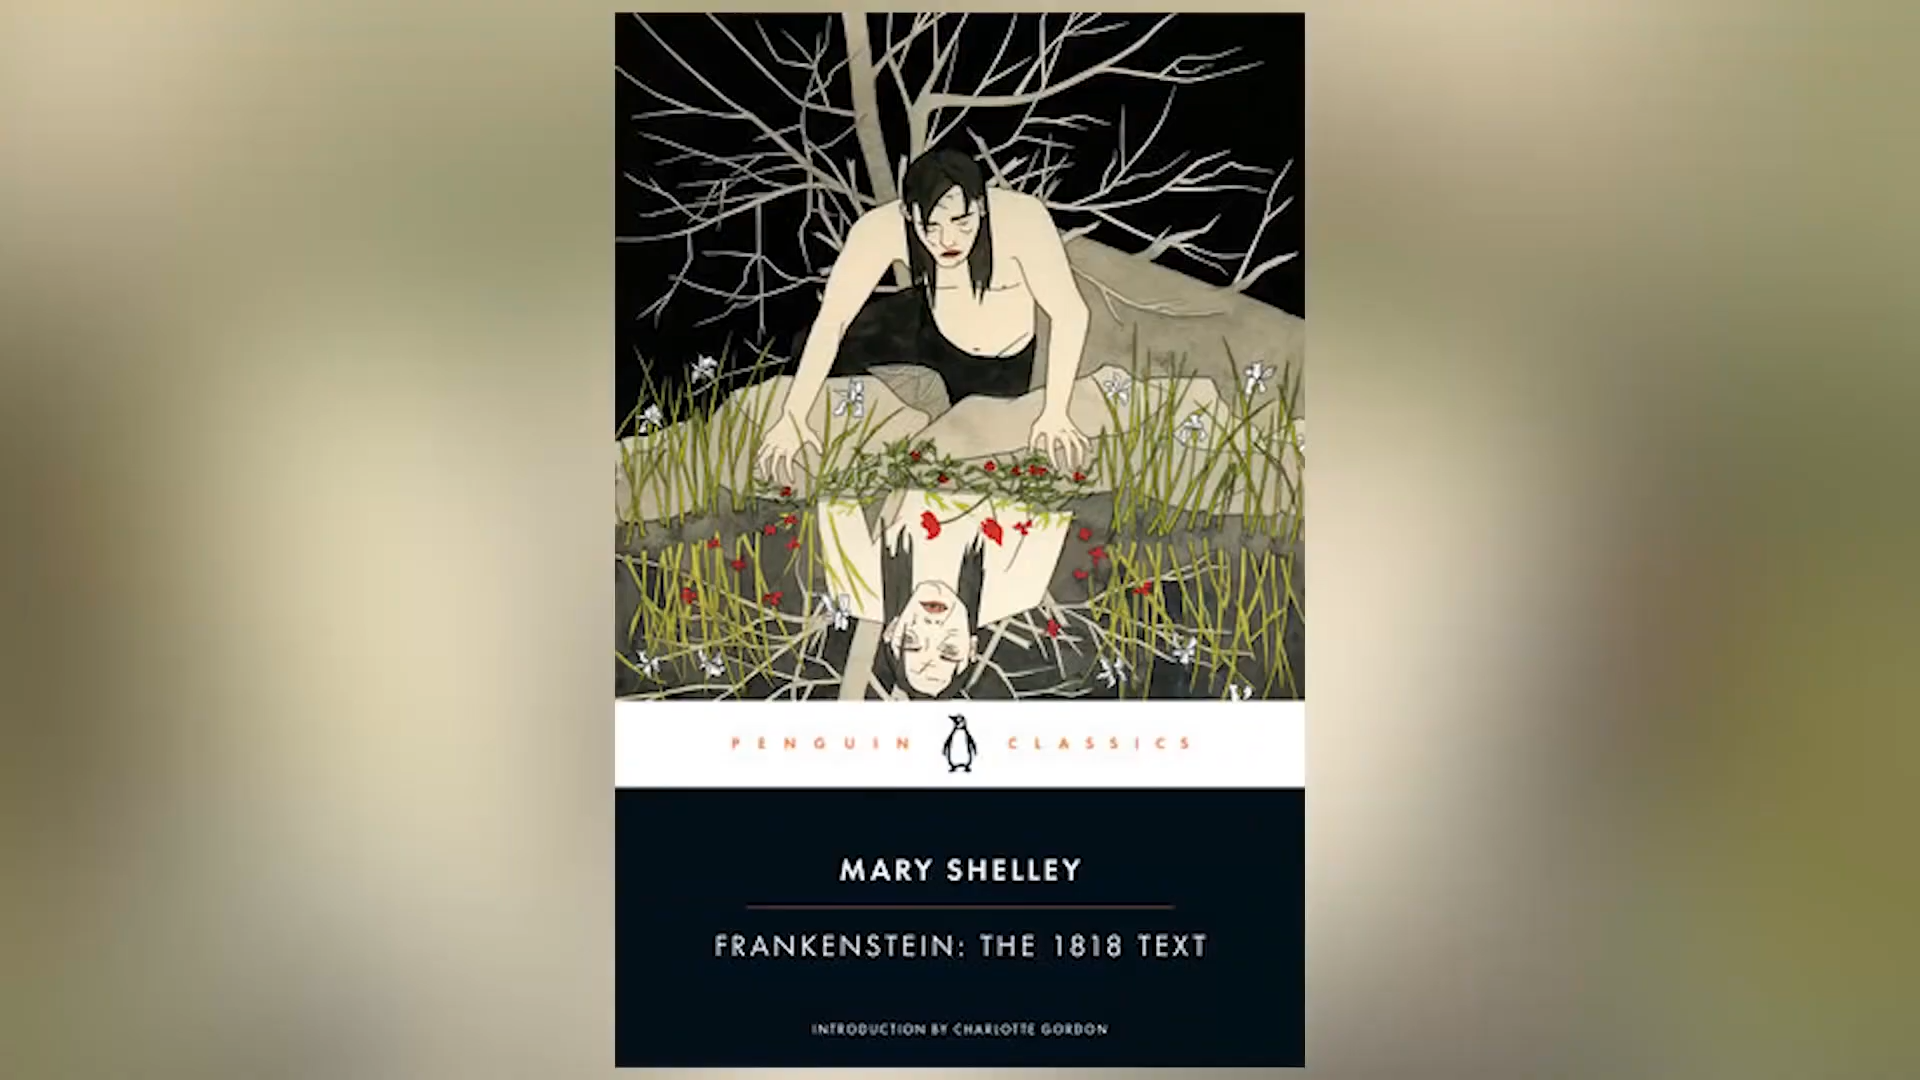 PENGUIN CLASSICS
MARY SHELLEY
FRANKENSTEIN: THE 1818 TEXT
INTRODUCTION BY CHARLOTTE GORDON